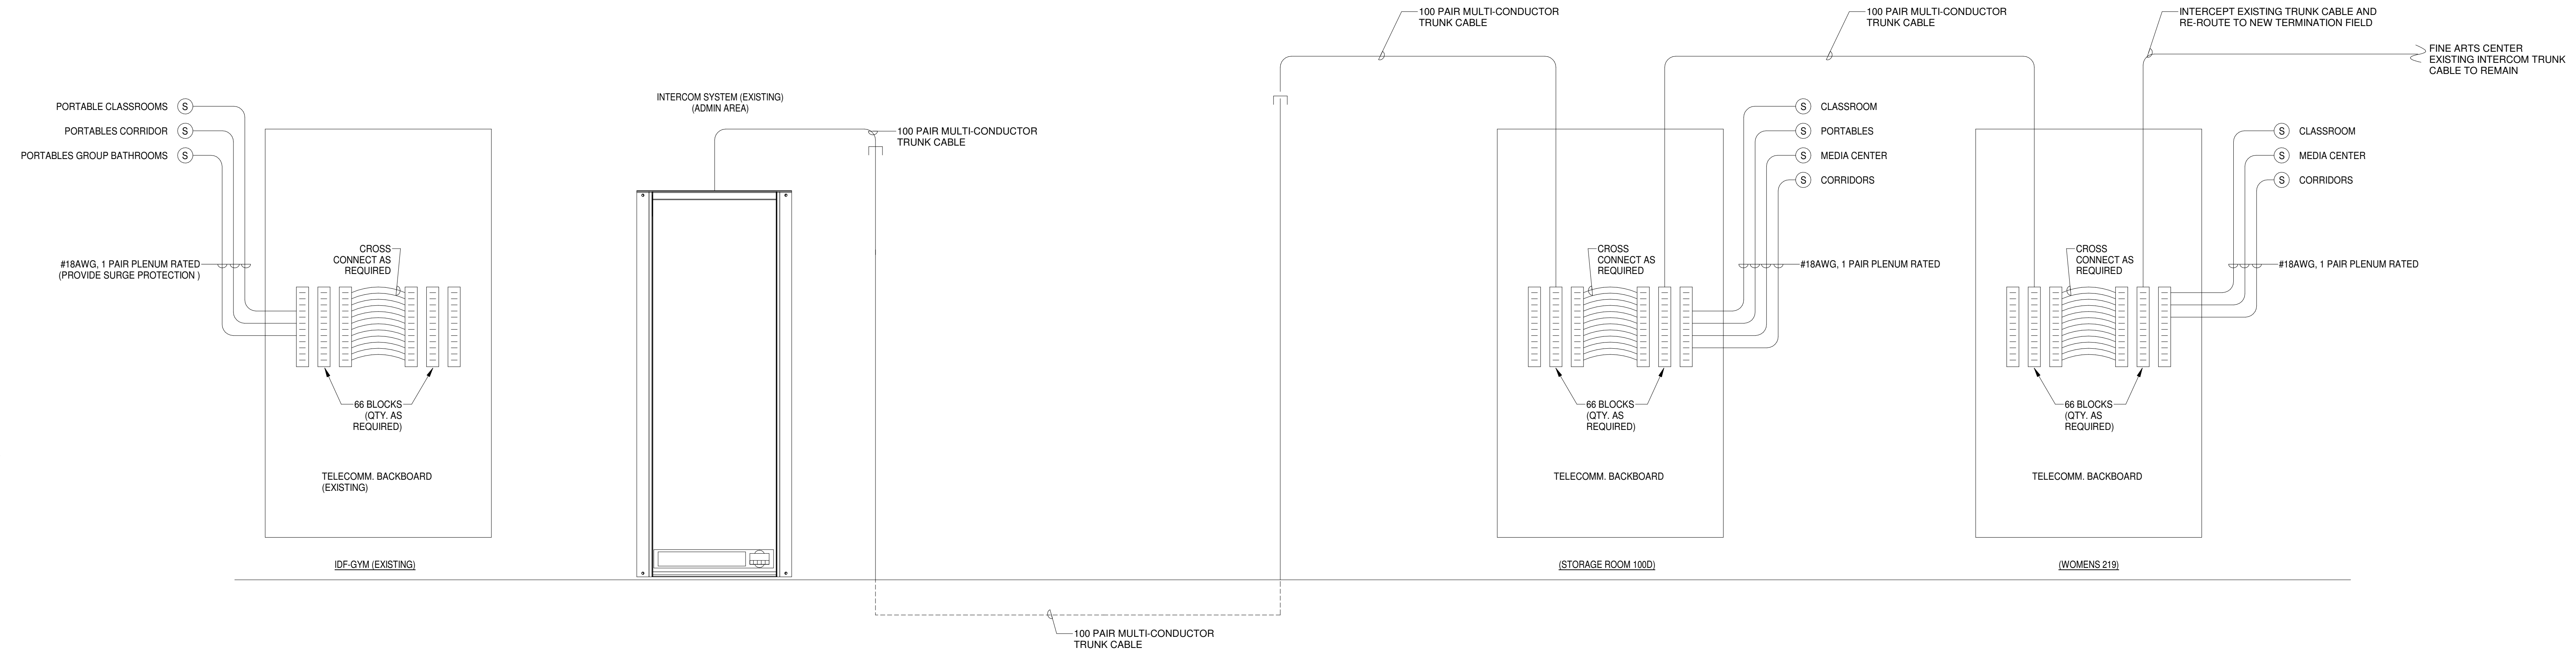 100 PAIR MULTI-CONDUCTOR
TRUNK CABLE
100 PAIR MULTI-CONDUCTOR
TRUNK CABLE
INTERCEPT EXISTING TRUNK CABLE AND
RE-ROUTE TO NEW TERMINATION FIELD
FINE ARTS CENTER
EXISTING INTERCOM TRUNK
CABLE TO REMAIN
PORTABLE CLASSROOMS S
PORTABLES CORRIDOR S
PORTABLES GROUP BATHROOMS S
#18AWG, 1 PAIR PLENUM RATED
(PROVIDE SURGE PROTECTION )
CROSS
CONNECT AS
REQUIRED
66 BLOCKS
(QTY. AS
REQUIRED)
TELECOMM. BACKBOARD
(EXISTING)
IDF-GYM (EXISTING)
INTERCOM SYSTEM (EXISTING)
(ADMIN AREA)
100 PAIR MULTI-CONDUCTOR
TRUNK CABLE
100 PAIR MULTI-CONDUCTOR
TRUNK CABLE
S CLASSROOM
S PORTABLES
S MEDIA CENTER
S CORRIDORS
#18AWG, 1 PAIR PLENUM RATED
CROSS
CONNECT AS
REQUIRED
66 BLOCKS
(QTY. AS
REQUIRED)
TELECOMM. BACKBOARD
(STORAGE ROOM 100D)
S CLASSROOM
S MEDIA CENTER
S CORRIDORS
#18AWG, 1 PAIR PLENUM RATED
CROSS
CONNECT AS
REQUIRED
66 BLOCKS
(QTY. AS
REQUIRED)
TELECOMM. BACKBOARD
(WOMENS 219)